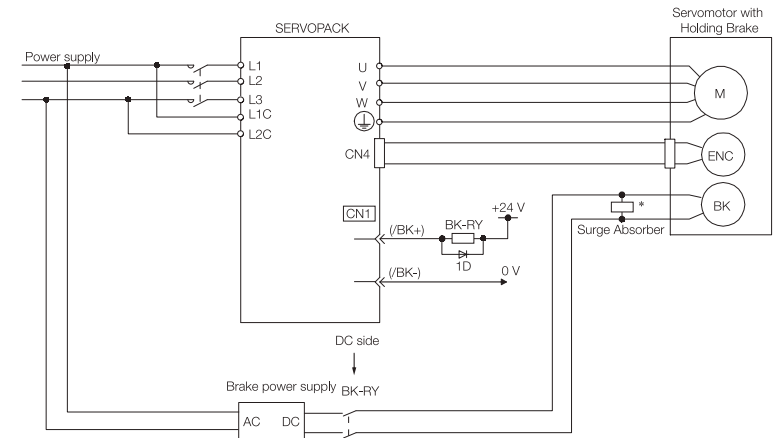 Servomotor with
Holding Brake
SERVOPACK
Power supply
L1
L2
L3
L1C
L2C
U
V
W
M
CN4
ENC
CN1
+24 V
BK
*
(/BK+)
BK-RY
Surge Absorber
1D
(/BK-)
0 V
DC side
Brake power supply
BK-RY
AC
DC